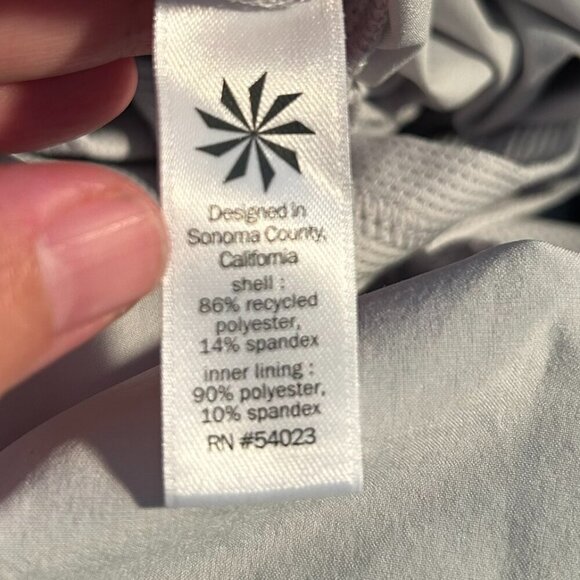 Designed in
Sonoma County,
California
shell :
86% recycled
polyester,
14% spandex
inner lining :
90% polyester,
10% spandex
RN #54023